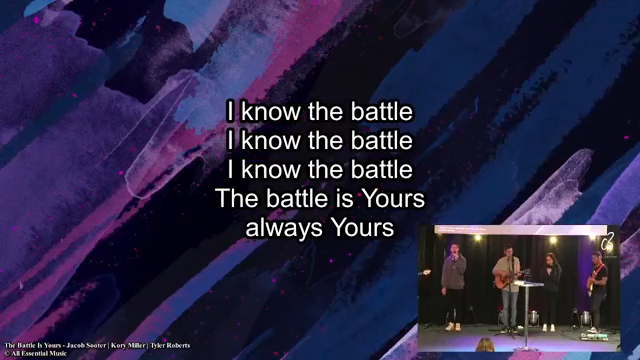 I know the battle
I know the battle
I know the battle
The battle is Yours
always Yours
The Battle Is Yours - Jacob Sooter | Kory Miller | Tyler Roberts
© All Essential Music